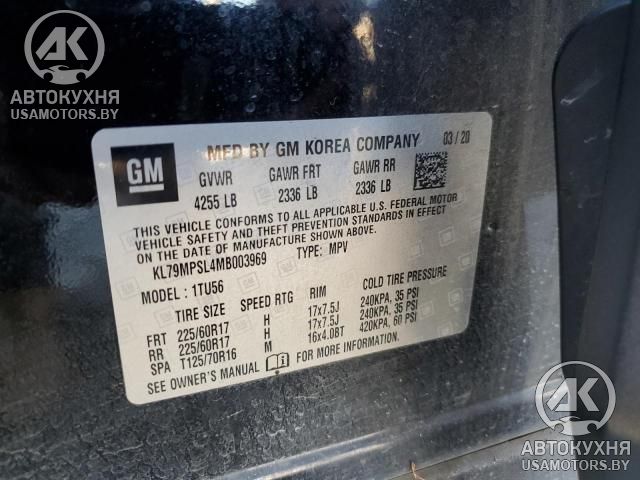 AK
АВТОКУХНЯ
USAMOTORS.BY
GM
MFD BY GM KOREA COMPANY 03/20
GVWR GAWR FRT GAWR RR
4255 LB 2336 LB 2336 LB
THIS VEHICLE CONFORMS TO ALL APPLICABLE U.S. FEDERAL MOTOR
VEHICLE SAFETY AND THEFT PREVENTION STANDARDS IN EFFECT
ON THE DATE OF MANUFACTURE SHOWN ABOVE.
KL79MPSL4MB003969 TYPE: MPV
MODEL : 1TU56
TIRE SIZE SPEED RTG RIM COLD TIRE PRESSURE
FRT 225/60R17 H 17x7.5J 240KPA, 35 PSI
RR 225/60R17 H 17x7.5J 240KPA, 35 PSI
SPA T125/70R16 M 16x4.0BT 420KPA, 60 PSI
SEE OWNER'S MANUAL FOR MORE INFORMATION.
AK
АВТОКУХНЯ
USAMOTORS.BY